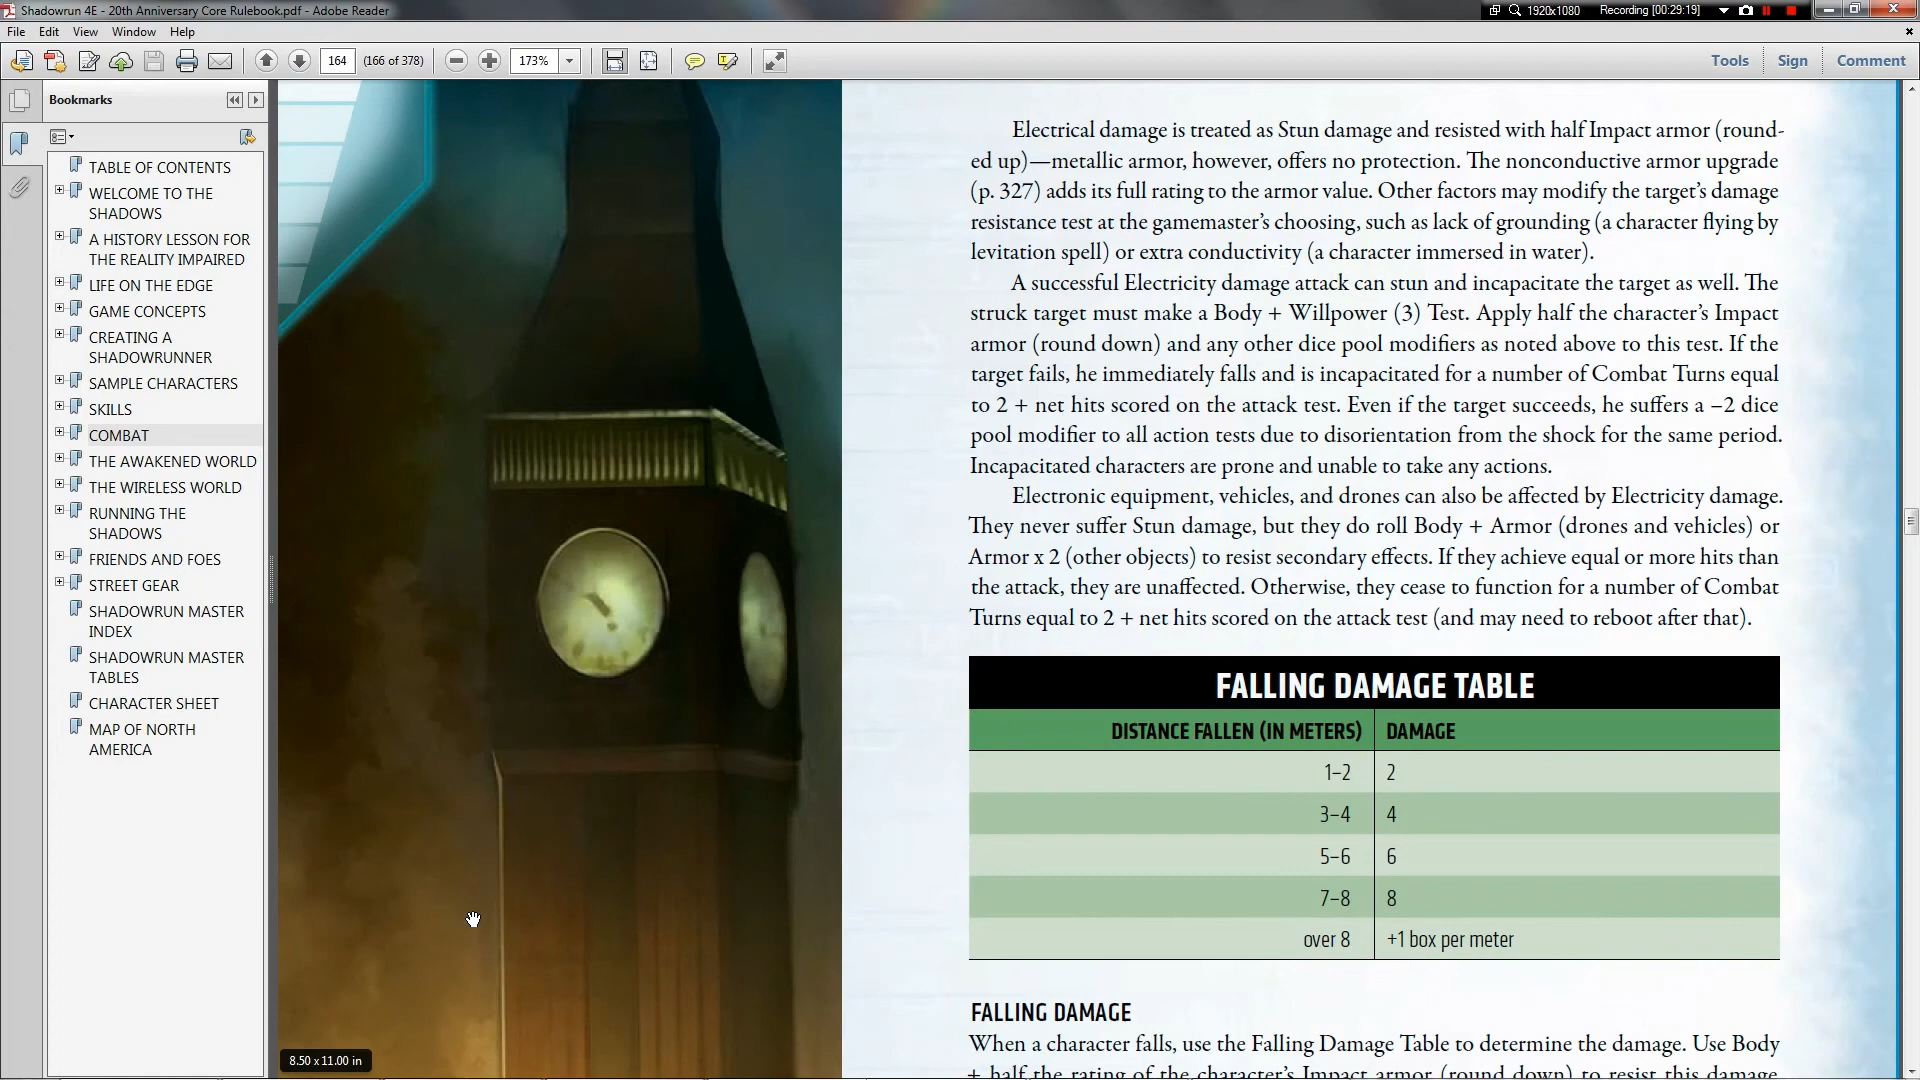 Shadowrun 4E - 20th Anniversary Core Rulebook.pdf - Adobe Reader
1920x1080 Recording [00:29:19]
File Edit View Window Help
164 (166 of 378) 173% Tools Sign Comment
Bookmarks
TABLE OF CONTENTS
WELCOME TO THE
SHADOWS
A HISTORY LESSON FOR
THE REALITY IMPAIRED
LIFE ON THE EDGE
GAME CONCEPTS
CREATING A
SHADOWRUNNER
SAMPLE CHARACTERS
SKILLS
COMBAT
THE AWAKENED WORLD
THE WIRELESS WORLD
RUNNING THE
SHADOWS
FRIENDS AND FOES
STREET GEAR
SHADOWRUN MASTER
INDEX
SHADOWRUN MASTER
TABLES
CHARACTER SHEET
MAP OF NORTH
AMERICA
8.50 x 11.00 in
Electrical damage is treated as Stun damage and resisted with half Impact armor (round-
ed up)—metallic armor, however, offers no protection. The nonconductive armor upgrade
(p. 327) adds its full rating to the armor value. Other factors may modify the target's damage
resistance test at the gamemaster's choosing, such as lack of grounding (a character flying by
levitation spell) or extra conductivity (a character immersed in water).
A successful Electricity damage attack can stun and incapacitate the target as well. The
struck target must make a Body + Willpower (3) Test. Apply half the character's Impact
armor (round down) and any other dice pool modifiers as noted above to this test. If the
target fails, he immediately falls and is incapacitated for a number of Combat Turns equal
to 2 + net hits scored on the attack test. Even if the target succeeds, he suffers a –2 dice
pool modifier to all action tests due to disorientation from the shock for the same period.
Incapacitated characters are prone and unable to take any actions.
Electronic equipment, vehicles, and drones can also be affected by Electricity damage.
They never suffer Stun damage, but they do roll Body + Armor (drones and vehicles) or
Armor x 2 (other objects) to resist secondary effects. If they achieve equal or more hits than
the attack, they are unaffected. Otherwise, they cease to function for a number of Combat
Turns equal to 2 + net hits scored on the attack test (and may need to reboot after that).
FALLING DAMAGE TABLE
DISTANCE FALLEN (IN METERS) DAMAGE
1–2 2
3–4 4
5–6 6
7–8 8
over 8 +1 box per meter
FALLING DAMAGE
When a character falls, use the Falling Damage Table to determine the damage. Use Body
+ half the rating of the character's Impact armor (round down) to resist this damage.